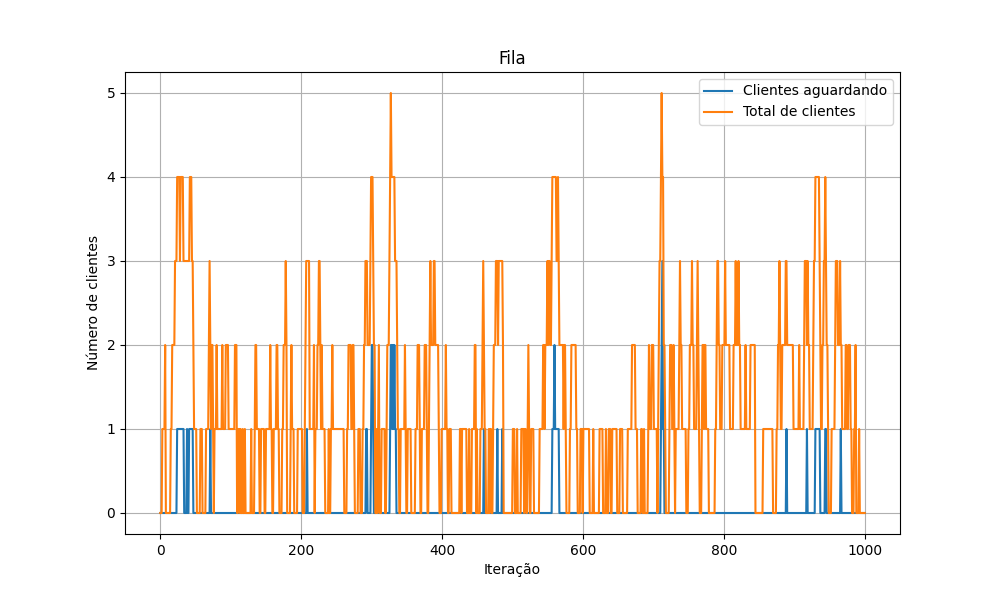 Fila
Clientes aguardando
Total de clientes
5
4
3
2
1
0
Número de clientes
0 200 400 600 800 1000
Iteração